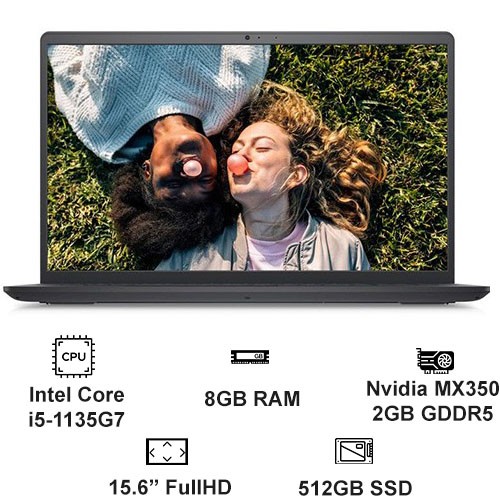 CPU
GB
Intel Core
i5-1135G7
8GB RAM
Nvidia MX350
2GB GDDR5
15.6” FullHD
512GB SSD